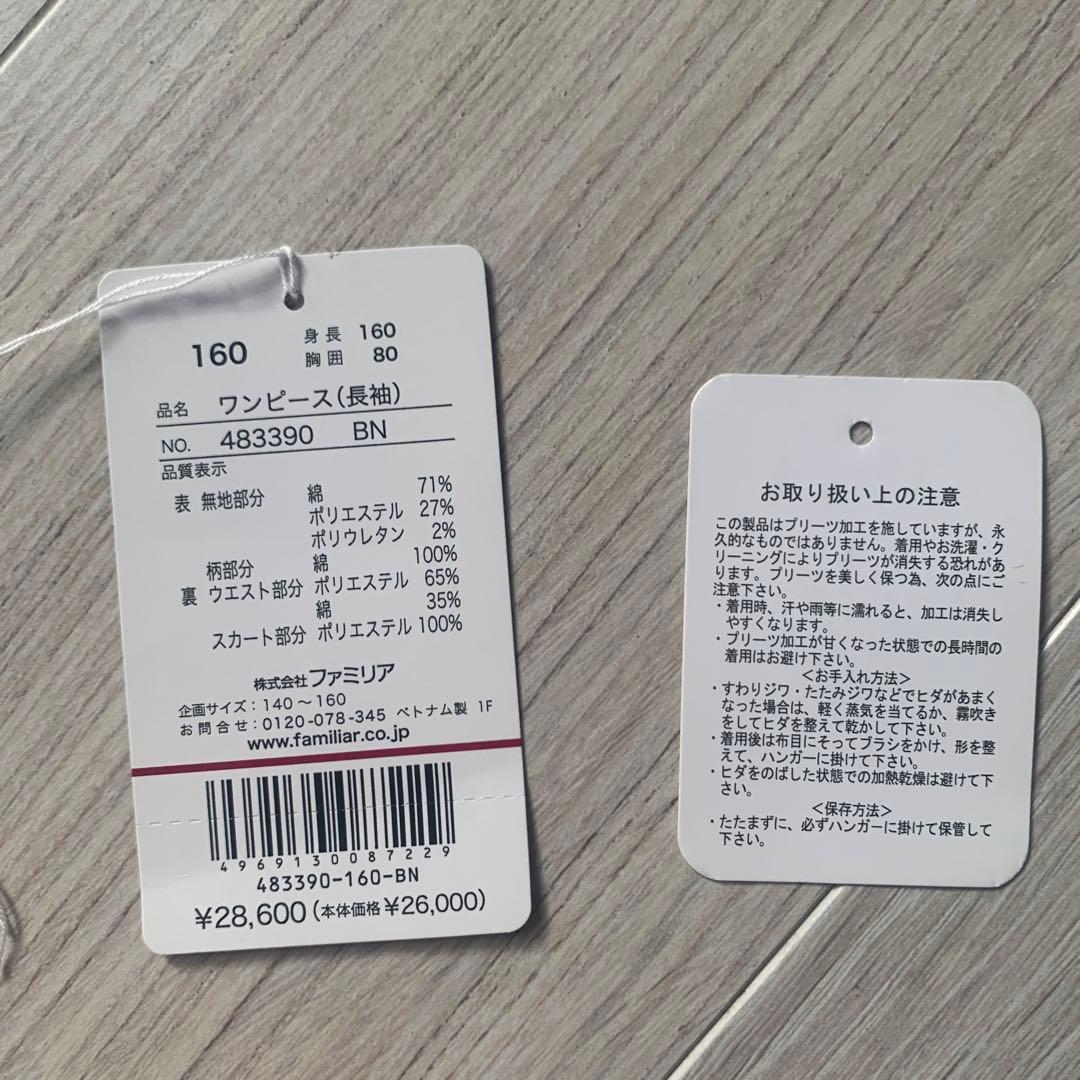 160
身長 160
胸囲 80
品名 ワンピース(長袖)
NO. 483390 BN
品質表示
表 無地部分 綿 71%
ポリエステル 27%
ポリウレタン 2%
柄部分 綿 100%
裏 ウエスト部分 ポリエステル 65%
綿 35%
スカート部分 ポリエステル 100%
株式会社ファミリア
企画サイズ:140~160
お問合せ:0120-078-345 ベトナム製 1F
www.familiar.co.jp
4969130087229
483390-160-BN
¥28,600(本体価格¥26,000)
お取り扱い上の注意
この製品はプリーツ加工を施していますが、永
久的なものではありません。着用やお洗濯・ク
リーニングによりプリーツが消失する恐れがあ
ります。プリーツを美しく保つ為、次の点にご
注意下さい。
・着用時、汗や雨等に濡れると、加工は消失し
やすくなります。
・プリーツ加工が甘くなった状態での長時間の
着用はお避け下さい。
<お手入れ方法>
・すわりジワ・たたみジワなどでヒダがあまく
なった場合は、軽く蒸気を当てるか、霧吹き
をしてヒダを整えて乾かして下さい。
・着用後は布目にそってブラシをかけ、形を整
えて、ハンガーに掛けて下さい。
・ヒダをのばした状態での加熱乾燥は避けて下
さい。
<保存方法>
・たたまずに、必ずハンガーに掛けて保管して
下さい。